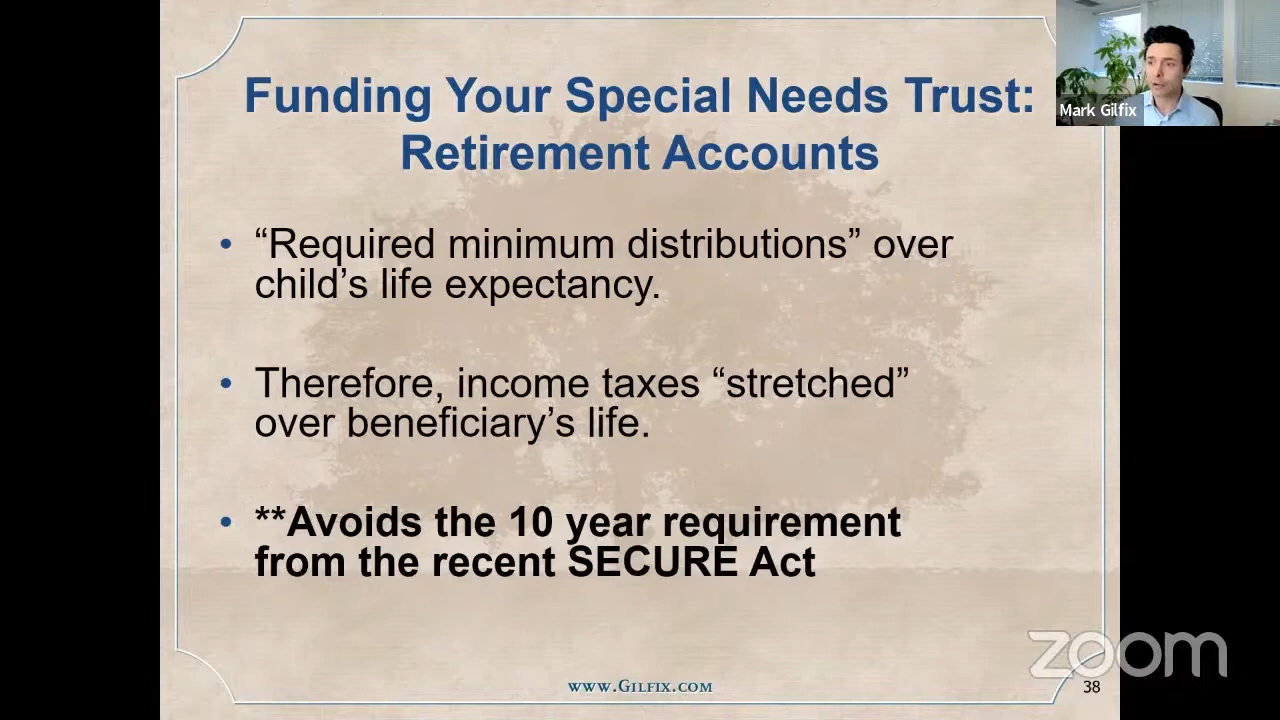 Funding Your Special Needs Trust:
Retirement Accounts
Mark Gilfix
• “Required minimum distributions” over
child’s life expectancy.
• Therefore, income taxes “stretched”
over beneficiary’s life.
• **Avoids the 10 year requirement
from the recent SECURE Act
zoom
www.Gilfix.com
38